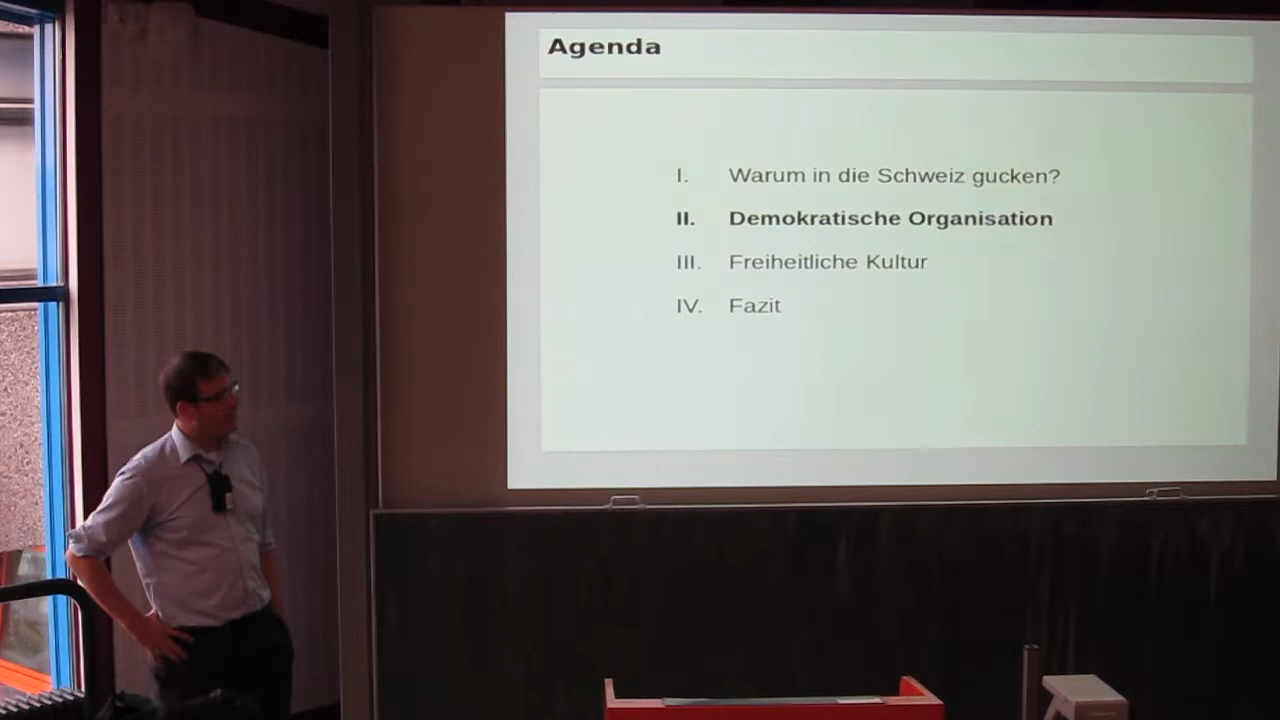 Agenda
I. Warum in die Schweiz gucken?
II. Demokratische Organisation
III. Freiheitliche Kultur
IV. Fazit